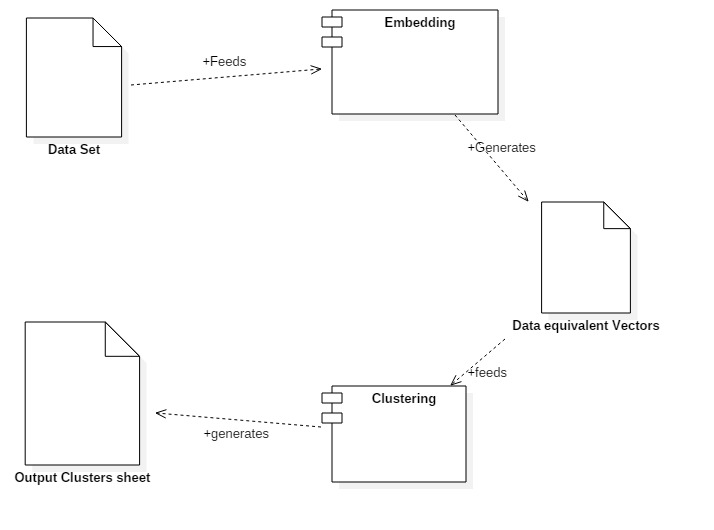 Embedding
+Feeds
Data Set
+Generates
Data equivalent Vectors
+feeds
Clustering
+generates
Output Clusters sheet